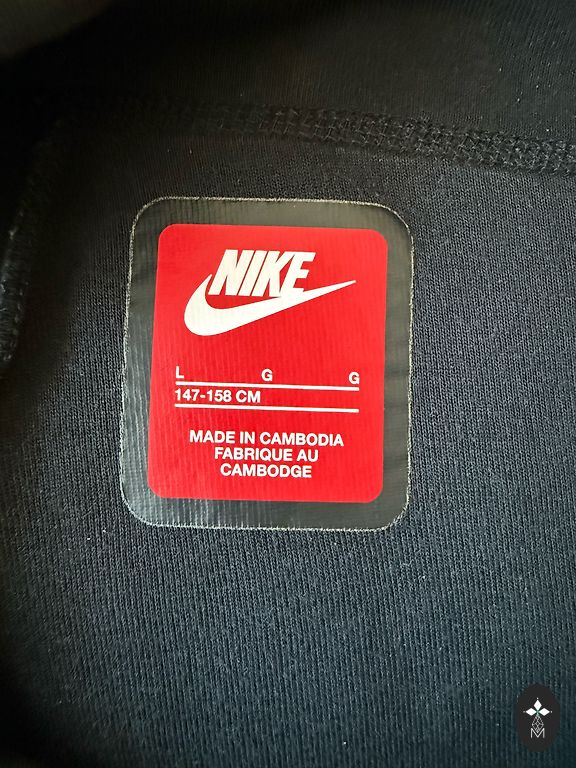 NIKE
L G G
147-158 CM
MADE IN CAMBODIA
FABRIQUE AU
CAMBODGE
M